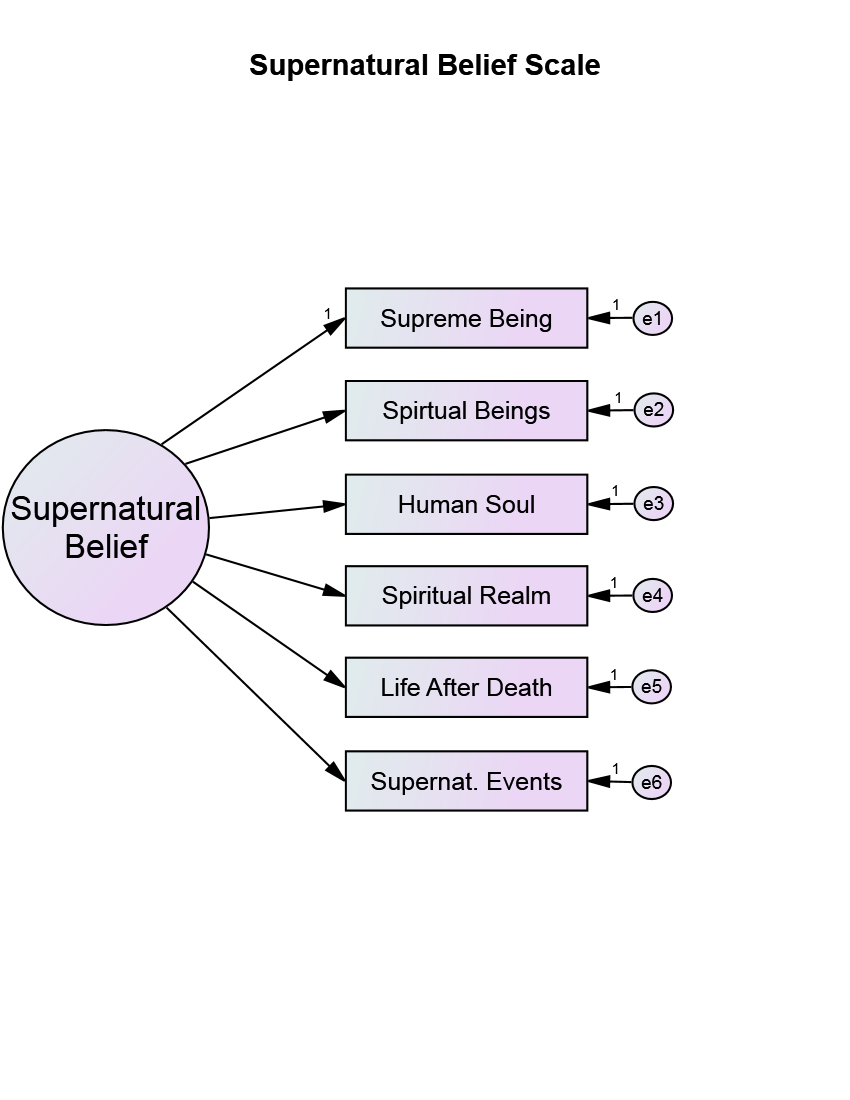 Supernatural Belief Scale
1
Supreme Being
1
e1
Spirtual Beings
1
e2
Supernatural
Belief
Human Soul
1
e3
Spiritual Realm
1
e4
Life After Death
1
e5
Supernat. Events
1
e6